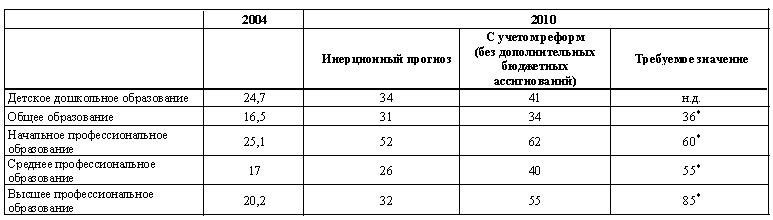 2004 2010
Инерционный прогноз С учетом реформ (без дополнительных бюджетных ассигнований) Требуемое значение
Детское дошкольное образование 24,7 34 41 н.д.
Общее образование 16,5 31 34 36*
Начальное профессиональное образование 25,1 52 62 60*
Среднее профессиональное образование 17 26 40 55*
Высшее профессиональное образование 20,2 32 55 85*